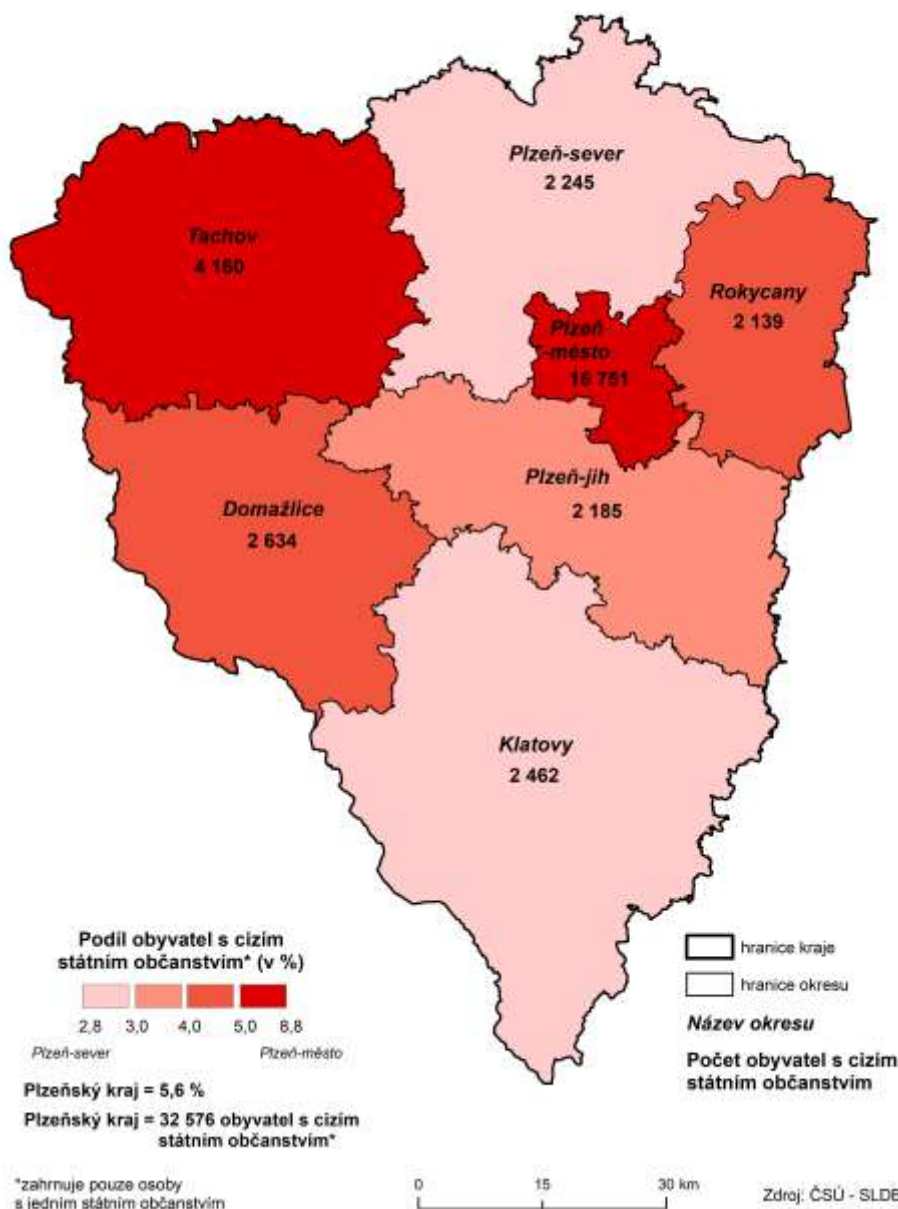 Plzeň-sever
2 245
Tachov
4 160
Rokycany
2 139
Plzeň
-město
16 751
Plzeň-jih
2 185
Domažlice
2 634
Klatovy
2 462
Podíl obyvatel s cizím
státním občanstvím* (v %)
2,8 3,0 4,0 5,0 8,8
Plzeň-sever Plzeň-město
Plzeňský kraj = 5,6 %
Plzeňský kraj = 32 576 obyvatel s cizím
státním občanstvím*
hranice kraje
hranice okresu
Název okresu
Počet obyvatel s cizím
státním občanstvím
*zahrnuje pouze osoby
s jedním státním občanstvím
0 15 30 km
Zdroj: ČSÚ - SLDB